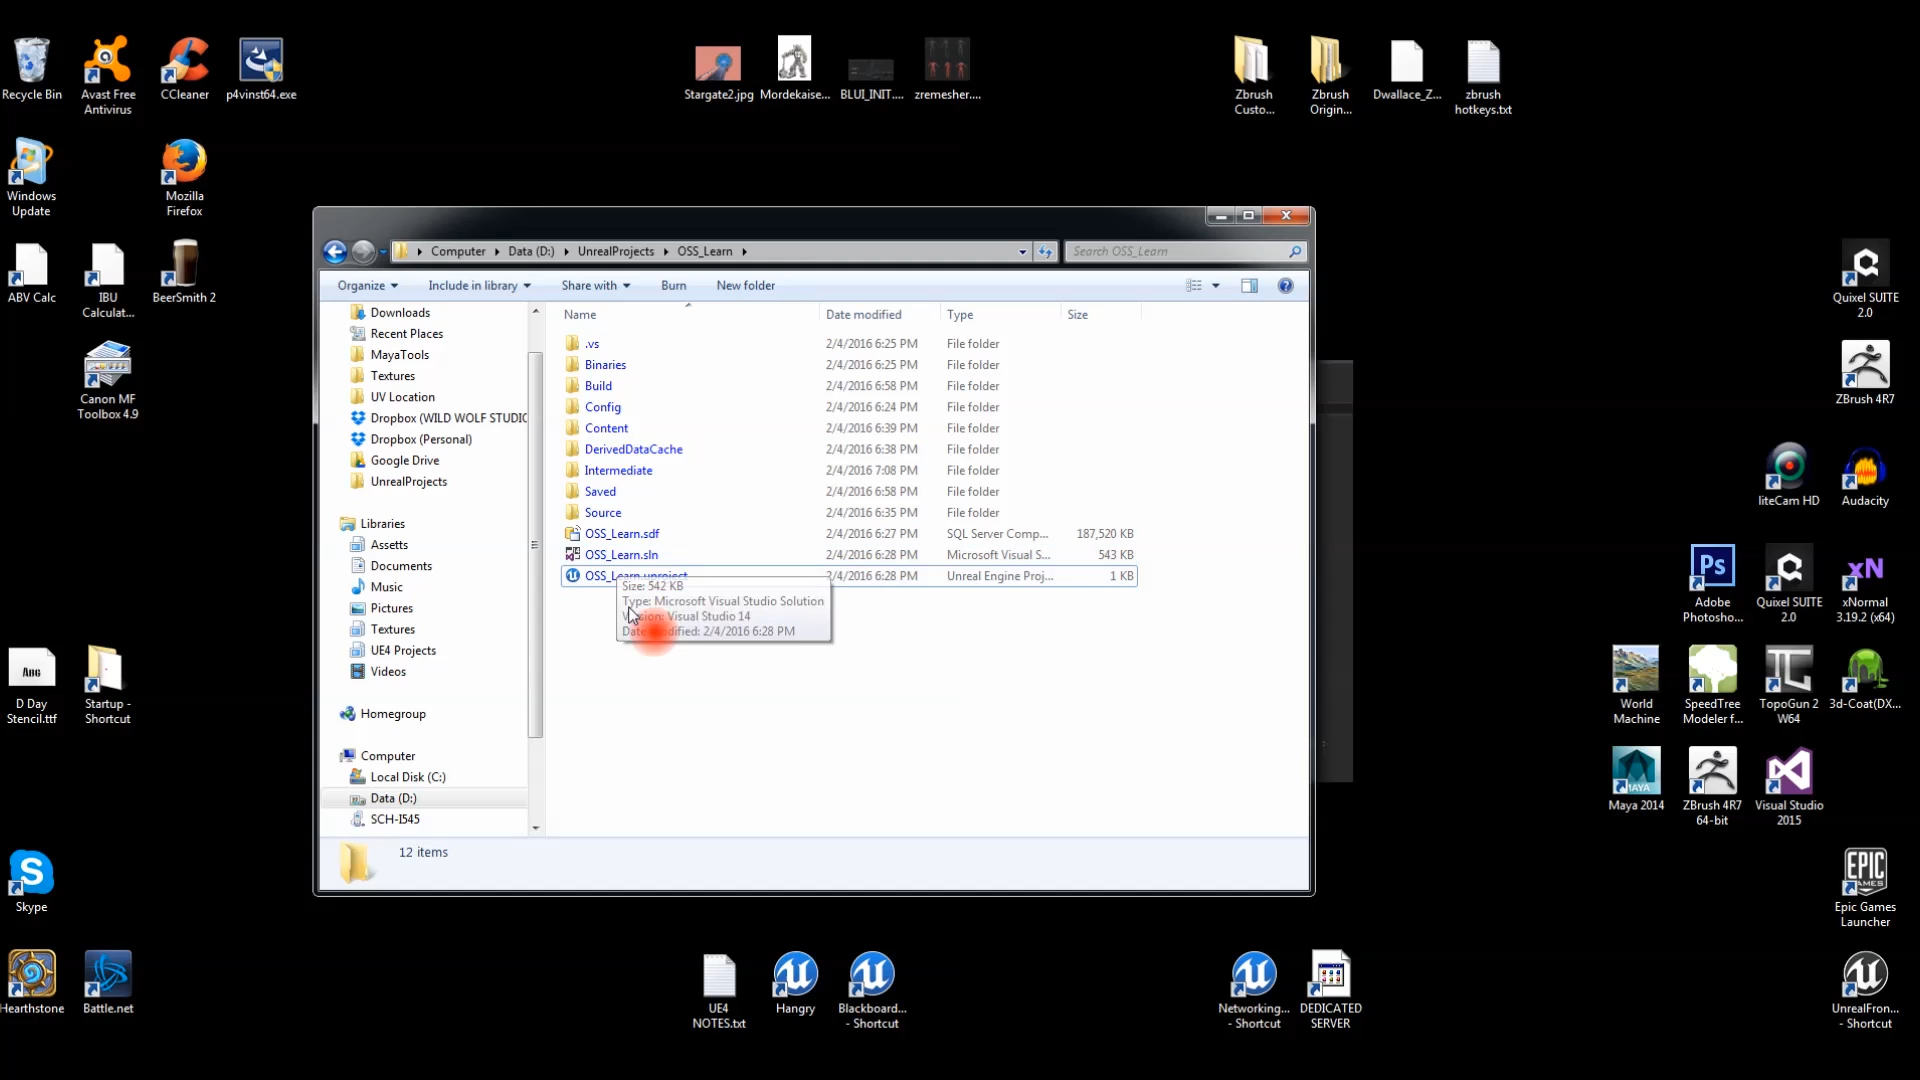 Recycle Bin
Avast Free
Antivirus
CCleaner
p4vinst64.exe
Stargate2.jpg
Mordekaise...
BLUI_INIT....
zremesher....
Zbrush
Custo...
Zbrush
Origin...
Dwallace_Z...
zbrush
hotkeys.txt
Windows
Update
Mozilla
Firefox
ABV Calc
IBU
Calculat...
BeerSmith 2
Canon MF
Toolbox 4.9
Computer
Data (D:)
UnrealProjects
OSS_Learn
Search OSS_Learn
Organize
Include in library
Share with
Burn
New folder
Downloads
Recent Places
MayaTools
Textures
UV Location
Dropbox (WILD WOLF STUDIO
Dropbox (Personal)
Google Drive
UnrealProjects
Libraries
Assetts
Documents
Music
Pictures
Textures
UE4 Projects
Videos
Homegroup
Computer
Local Disk (C:)
Data (D:)
SCH-I545
Name Date modified Type Size
.vs 2/4/2016 6:25 PM File folder
Binaries 2/4/2016 6:25 PM File folder
Build 2/4/2016 6:58 PM File folder
Config 2/4/2016 6:24 PM File folder
Content 2/4/2016 6:39 PM File folder
DerivedDataCache 2/4/2016 6:38 PM File folder
Intermediate 2/4/2016 7:08 PM File folder
Saved 2/4/2016 6:58 PM File folder
Source 2/4/2016 6:35 PM File folder
OSS_Learn.sdf 2/4/2016 6:27 PM SQL Server Comp... 187,520 KB
OSS_Learn.sln 2/4/2016 6:28 PM Microsoft Visual S... 543 KB
OSS_Learn.uproject 2/4/2016 6:28 PM Unreal Engine Proj... 1 KB
Size: 542 KB
Type: Microsoft Visual Studio Solution
Version: Visual Studio 14
Date modified: 2/4/2016 6:28 PM
12 items
Abg
D Day
Stencil.ttf
Startup -
Shortcut
Skype
Hearthstone
Battle.net
UE4
NOTES.txt
Hangry
Blackboard...
- Shortcut
Networking...
- Shortcut
DEDICATED
SERVER
Quixel SUITE
2.0
ZBrush 4R7
liteCam HD
Audacity
Ps
Adobe
Photosho...
Quixel SUITE
2.0
xN
xNormal
3.19.2 (x64)
World
Machine
SpeedTree
Modeler f...
TopoGun 2
W64
3d-Coat(DX...
MAYA
Maya 2014
ZBrush 4R7
64-bit
Visual Studio
2015
EPIC
GAMES
Epic Games
Launcher
UnrealFron...
- Shortcut